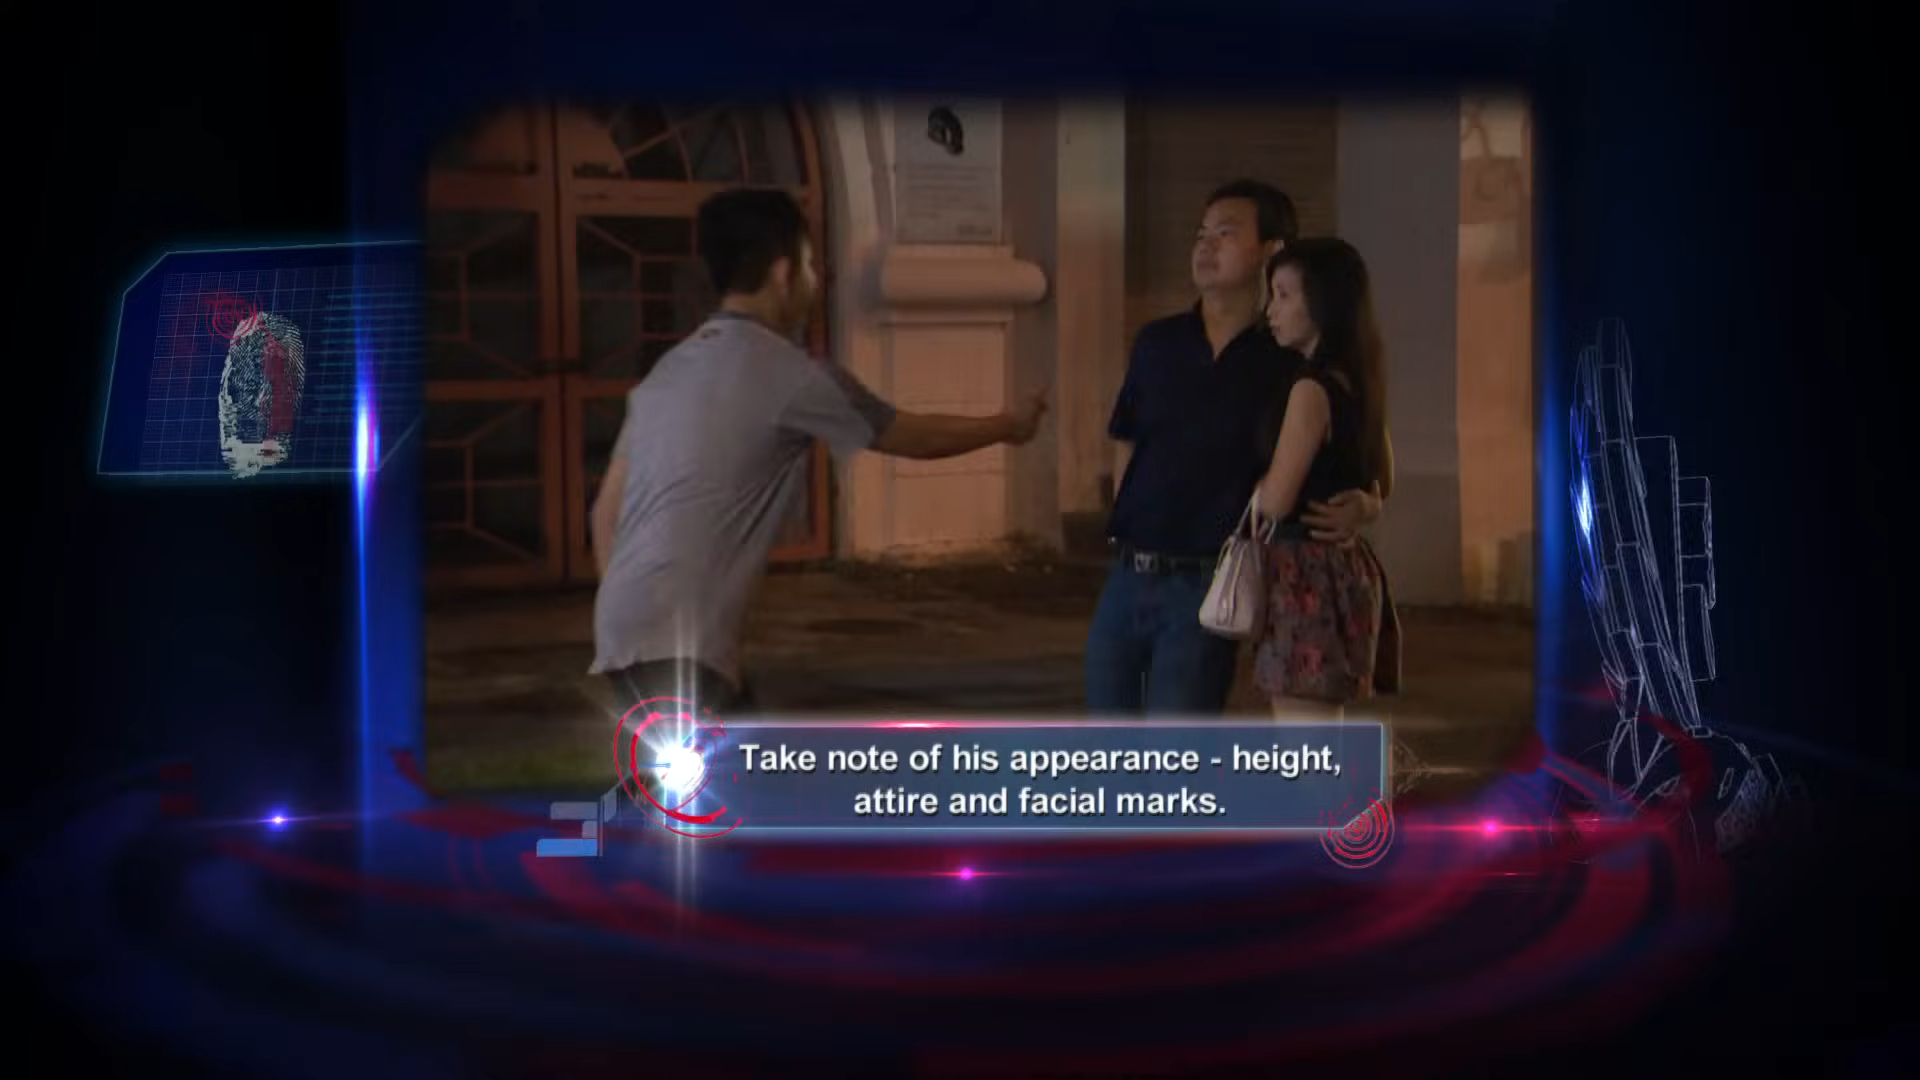 Take note of his appearance - height,
attire and facial marks.